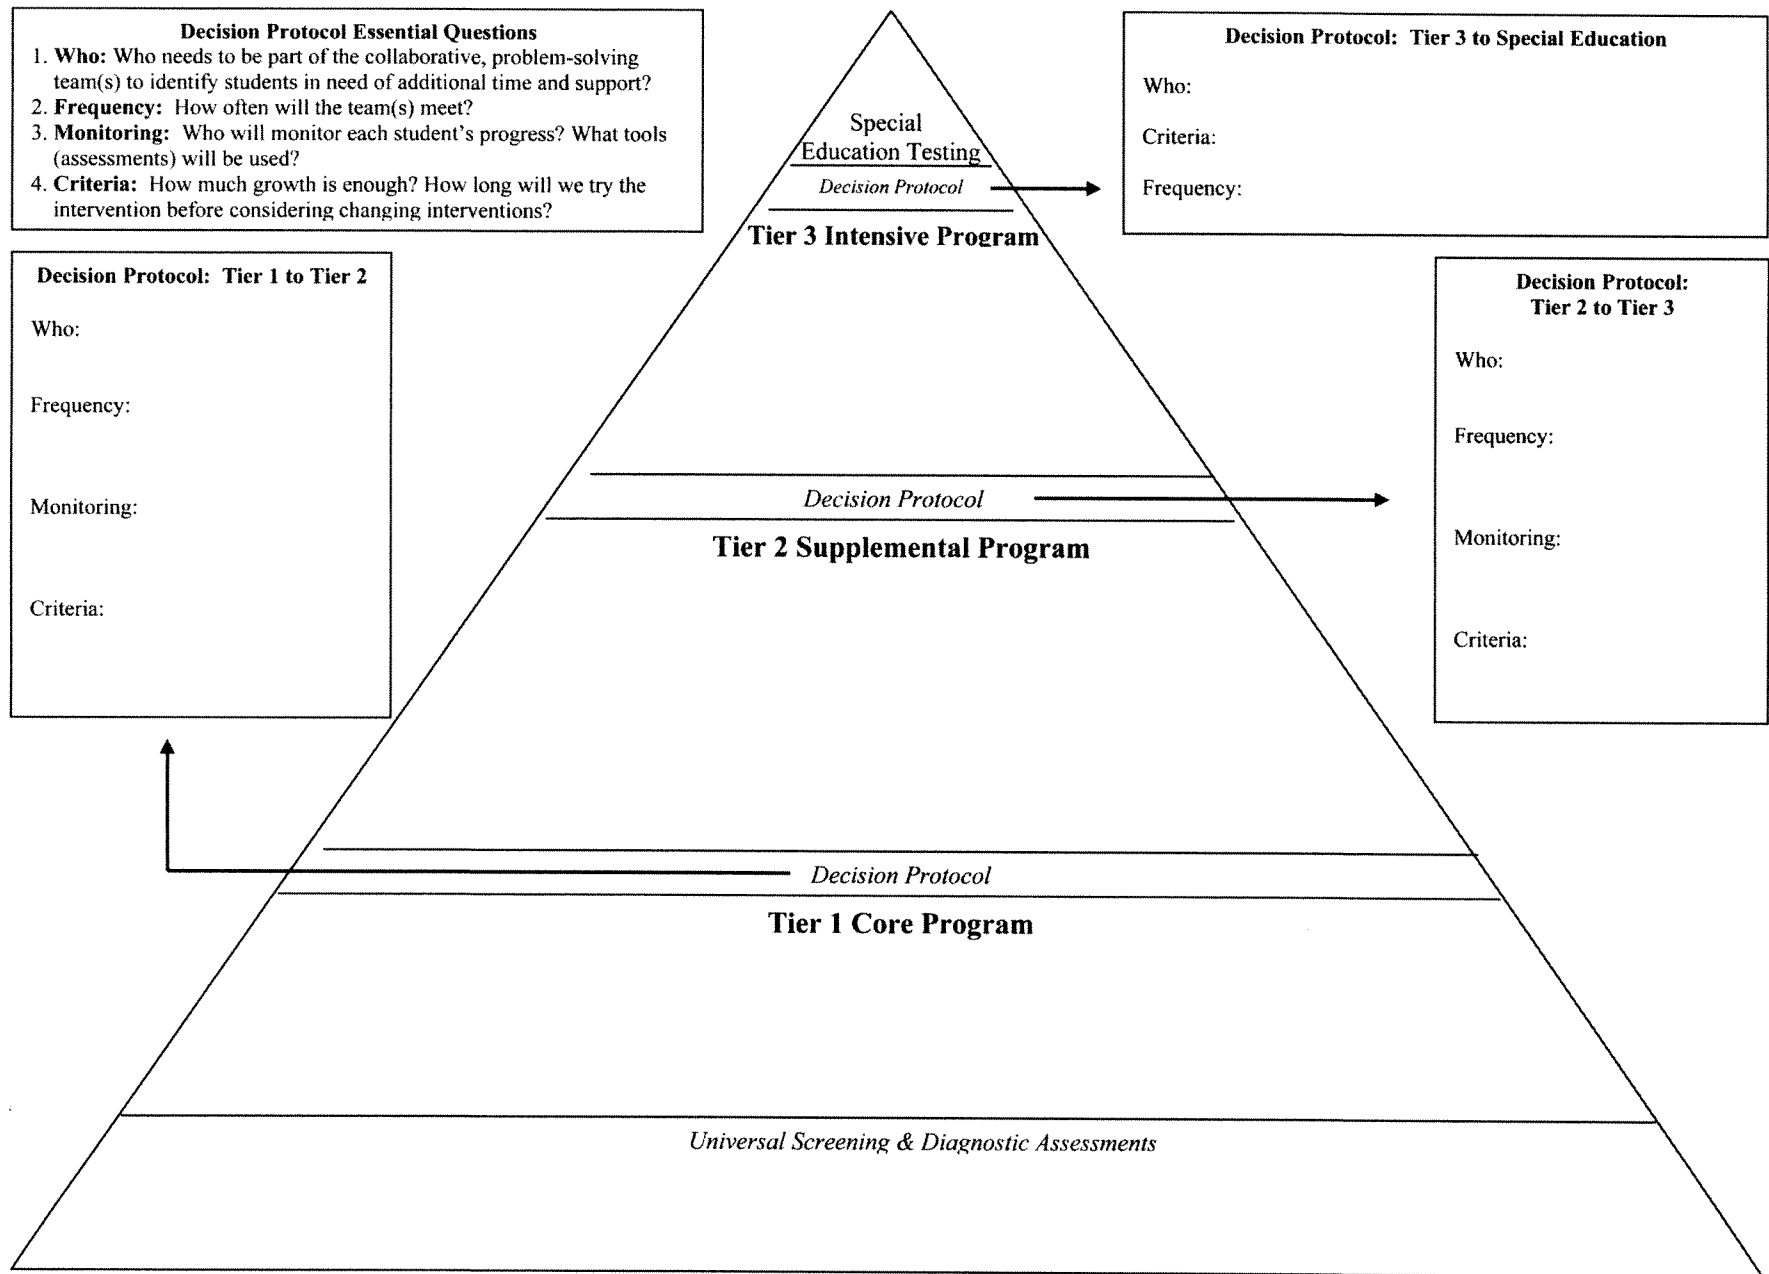 Decision Protocol Essential Questions
1. Who: Who needs to be part of the collaborative, problem-solving
team(s) to identify students in need of additional time and support?
2. Frequency: How often will the team(s) meet?
3. Monitoring: Who will monitor each student's progress? What tools
(assessments) will be used?
4. Criteria: How much growth is enough? How long will we try the
intervention before considering changing interventions?
Decision Protocol: Tier 3 to Special Education
Who:
Criteria:
Frequency:
Special
Education Testing
Decision Protocol
Tier 3 Intensive Program
Decision Protocol: Tier 1 to Tier 2
Who:
Frequency:
Monitoring:
Criteria:
Decision Protocol:
Tier 2 to Tier 3
Who:
Frequency:
Monitoring:
Criteria:
Decision Protocol
Tier 2 Supplemental Program
Decision Protocol
Tier 1 Core Program
Universal Screening & Diagnostic Assessments